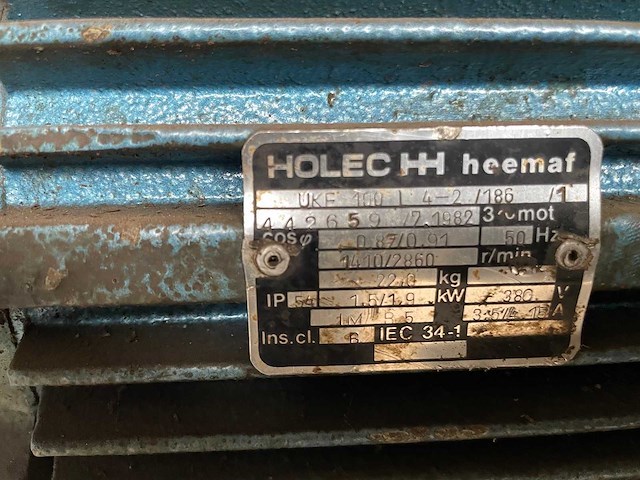 HOLEC HH heemaf
UKF 100 L 4-2 /186 /1
442659 /7.1982 3~mot
cosφ 0.87/0.91 50 Hz
1410/2860 r/min
22.0 kg
IP 54 1.5/1.9 kW 380 V
A
Ins.cl. B IEC 34-1